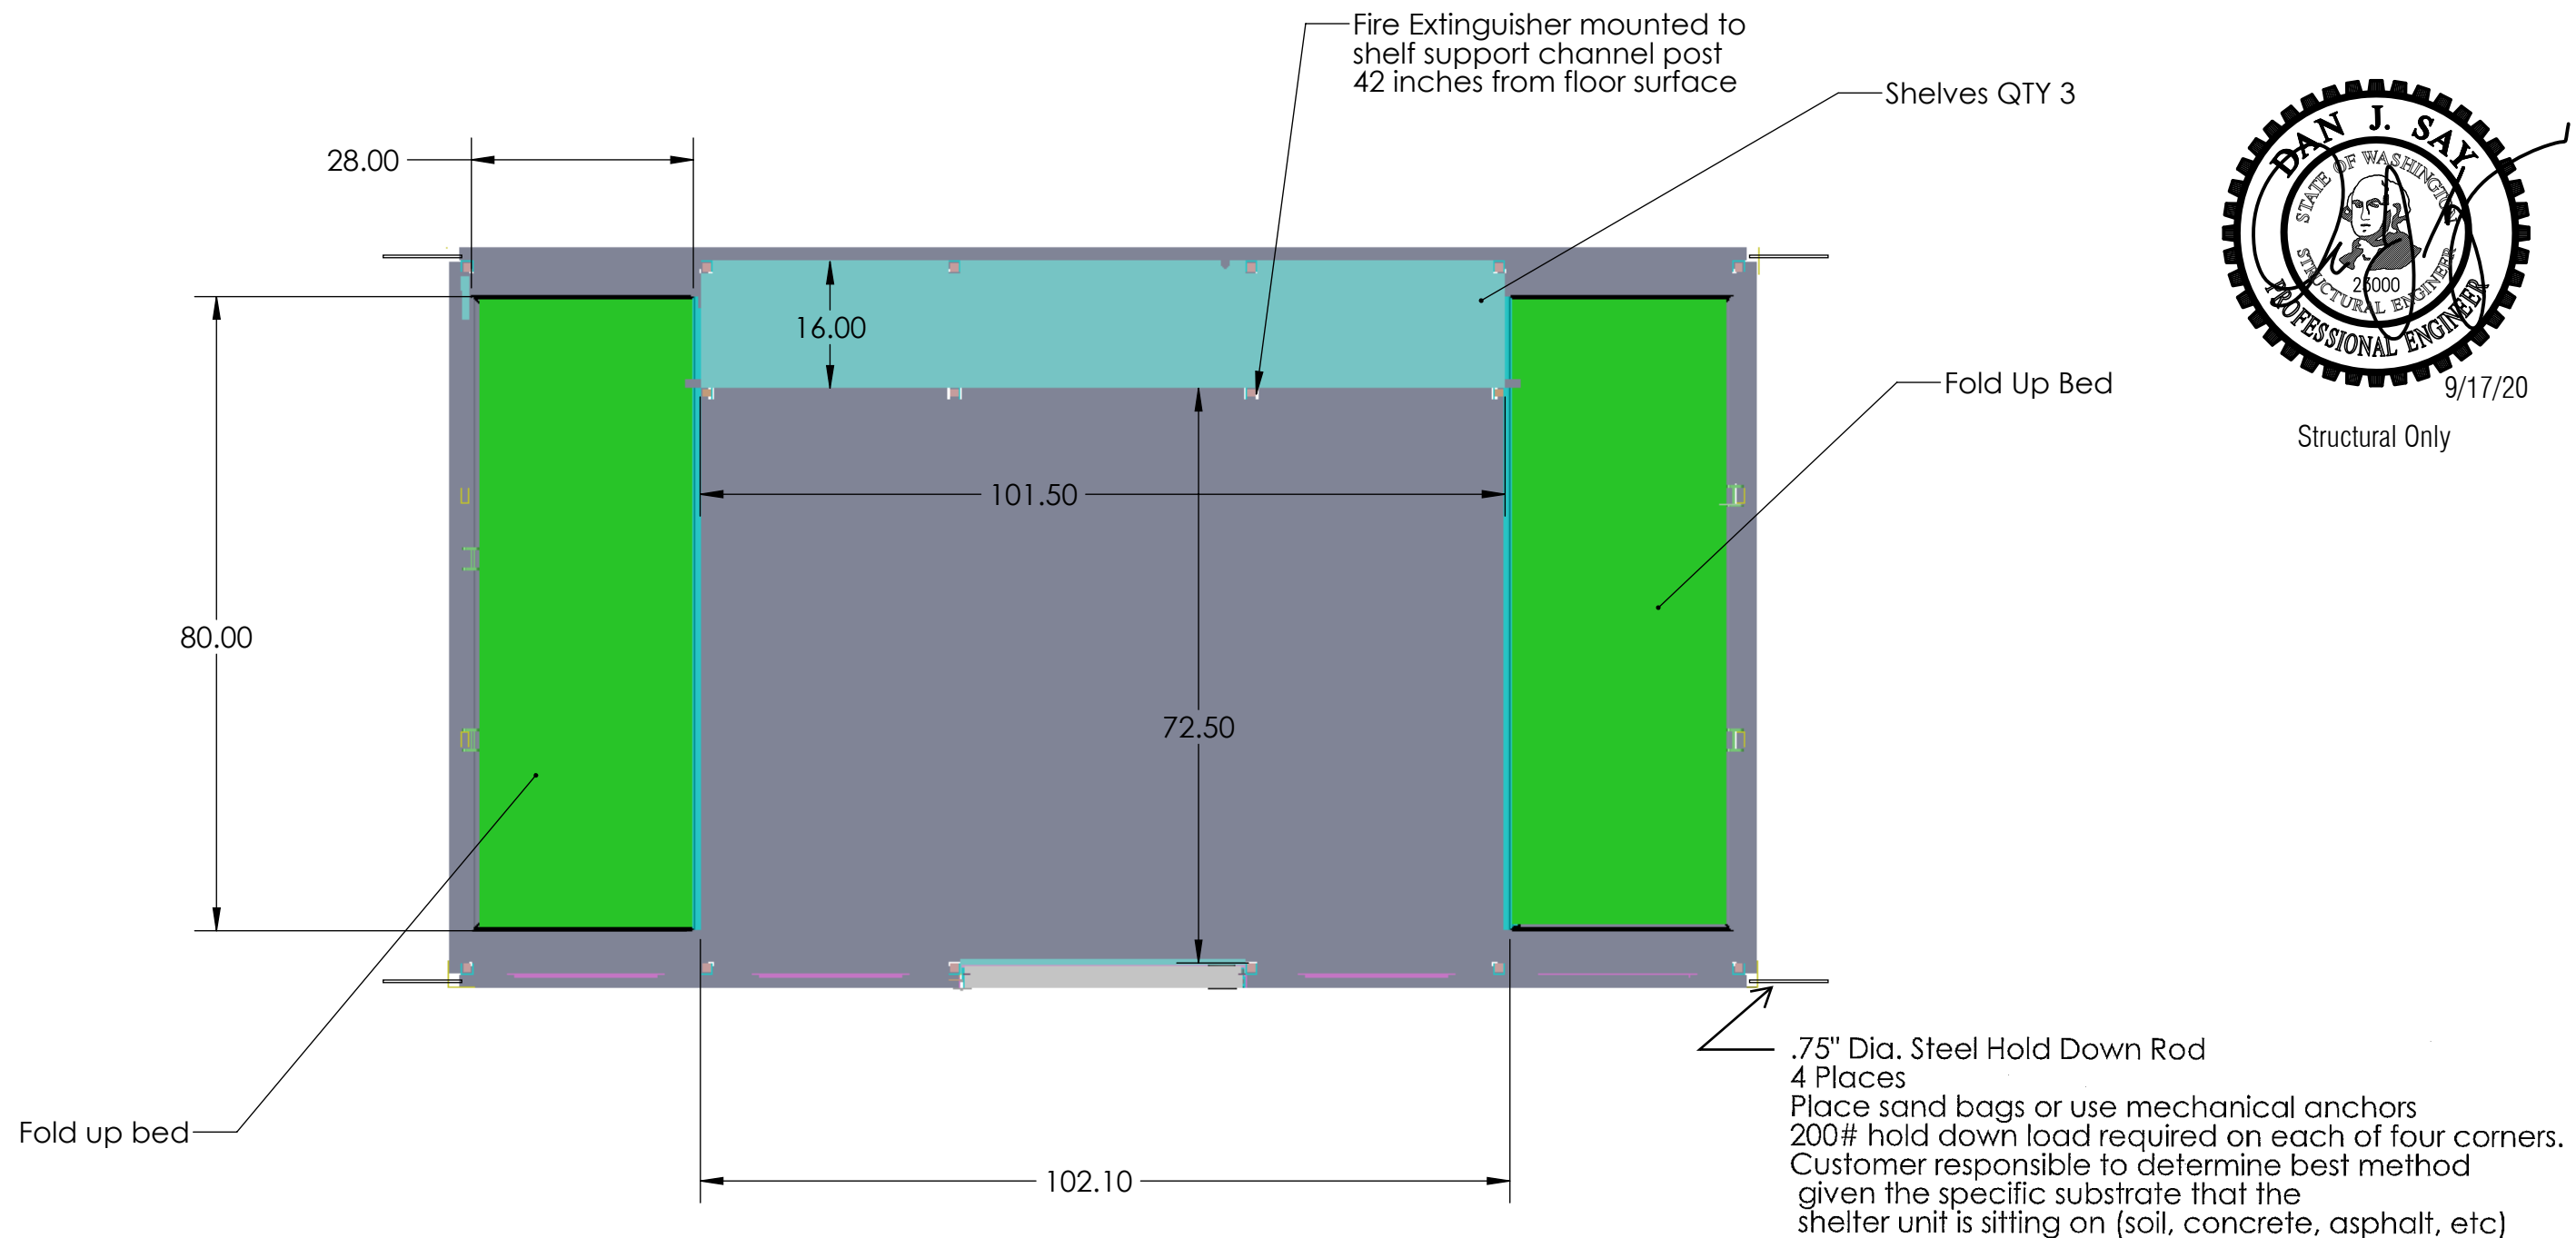 Fire Extinguisher mounted to
shelf support channel post
42 inches from floor surface
Shelves QTY 3
DAN J. SAY
STATE OF WASHINGTON
STRUCTURAL ENGINEER
PROFESSIONAL ENGINEER
9/17/20
Structural Only
28.00
16.00
Fold Up Bed
101.50
80.00
72.50
Fold up bed
102.10
.75" Dia. Steel Hold Down Rod
4 Places
Place sand bags or use mechanical anchors
200# hold down load required on each of four corners.
Customer responsible to determine best method
given the specific substrate that the
shelter unit is sitting on (soil, concrete, asphalt, etc)